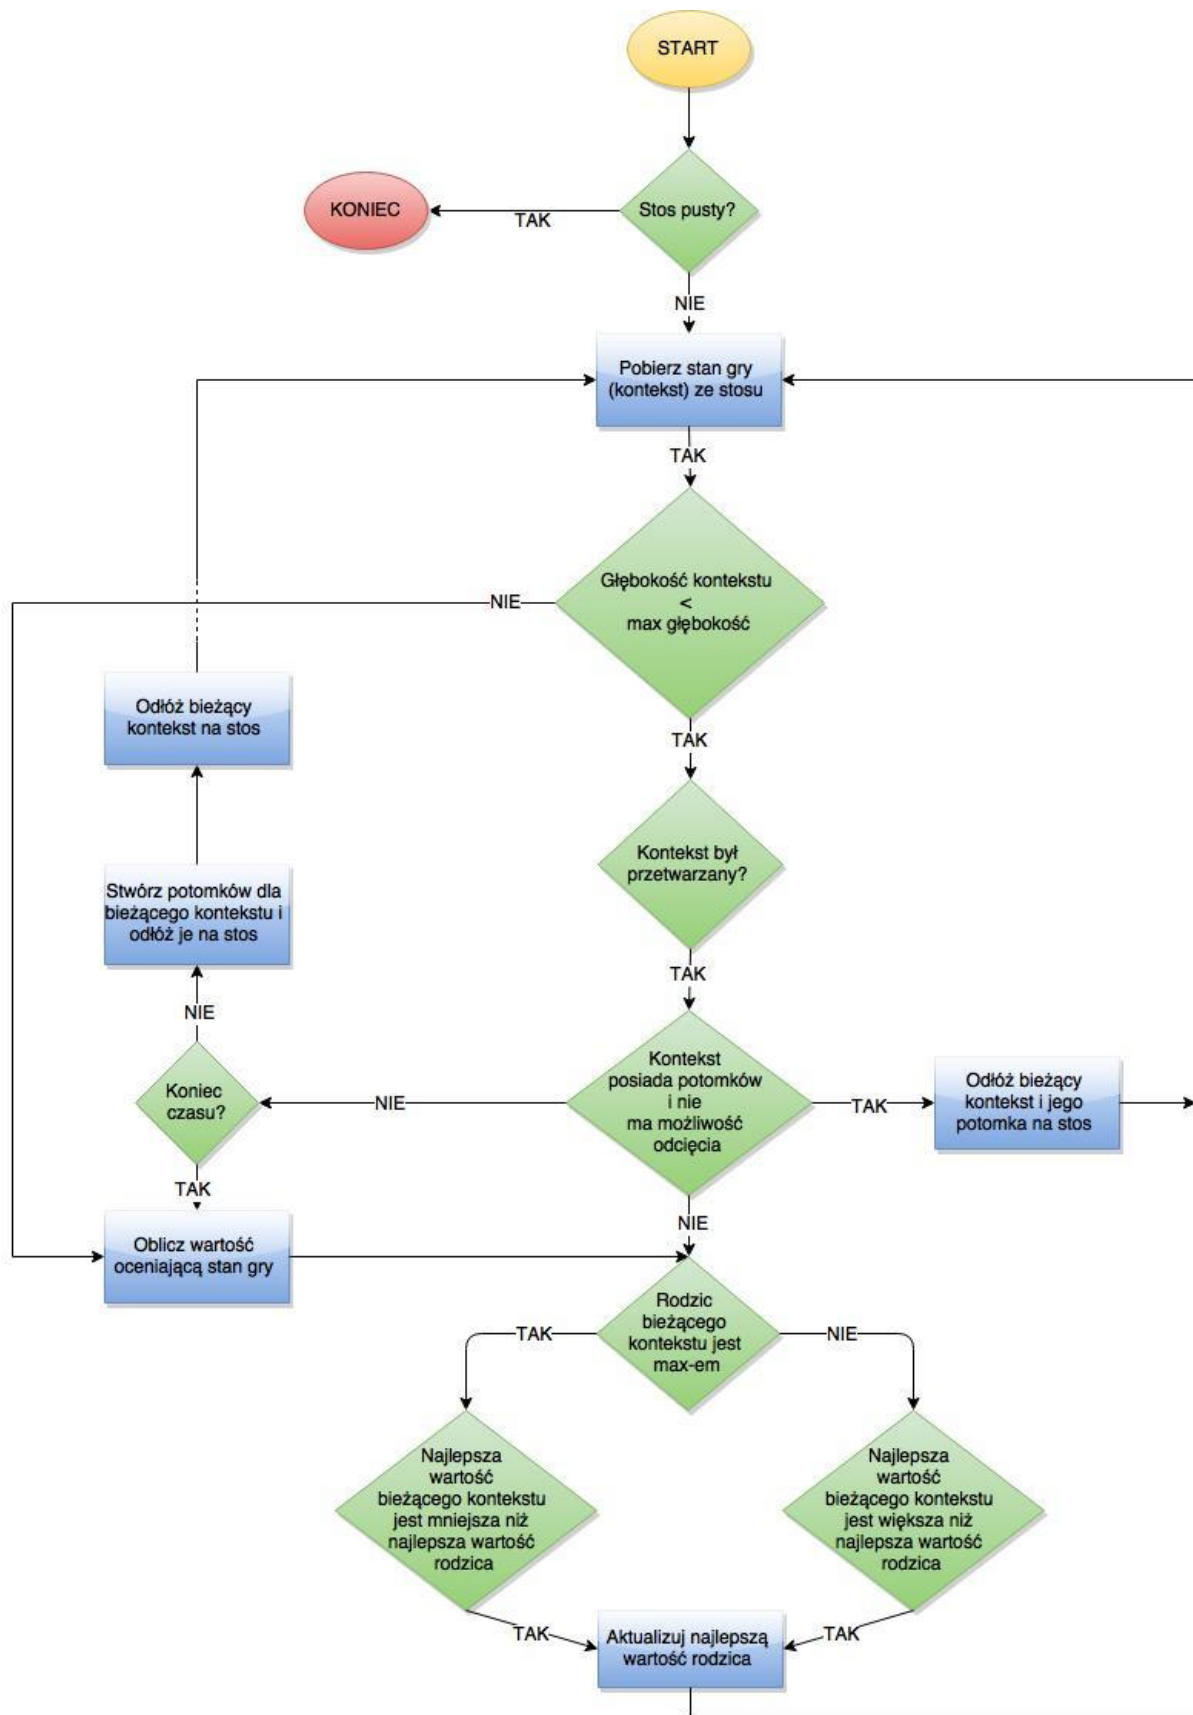 START
Stos pusty?
KONIEC
TAK
NIE
Pobierz stan gry
(kontekst) ze stosu
TAK
Głębokość kontekstu
<
max głębokość
NIE
Odłóż bieżący
kontekst na stos
TAK
Kontekst był
przetwarzany?
Stwórz potomków dla
bieżącego kontekstu i
odłóż je na stos
TAK
NIE
Kontekst
posiada potomków
i nie
ma możliwość
odcięcia
Koniec
czasu?
NIE
TAK
Odłóż bieżący
kontekst i jego
potomka na stos
TAK
NIE
Oblicz wartość
oceniającą stan gry
Rodzic
bieżącego
kontekstu jest
max-em
TAK
NIE
Najlepsza
wartość
bieżącego kontekstu
jest mniejsza niż
najlepsza wartość
rodzica
Najlepsza
wartość
bieżącego kontekstu
jest większa niż
najlepsza wartość
rodzica
TAK
TAK
Aktualizuj najlepszą
wartość rodzica